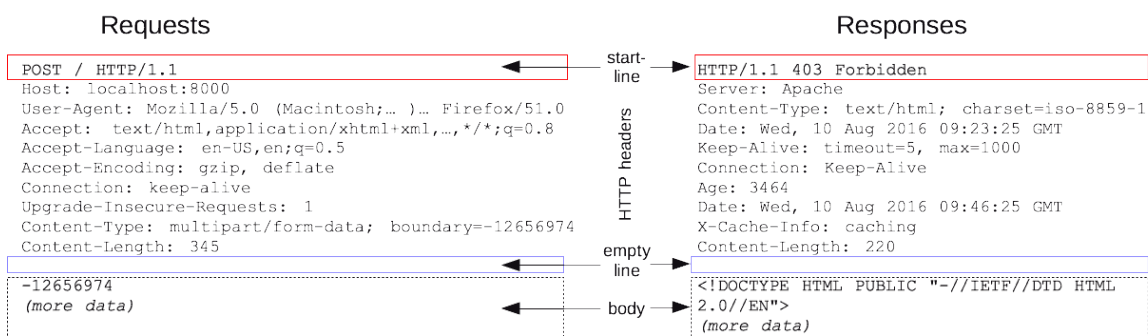 Requests
POST / HTTP/1.1
Host: localhost:8000
User-Agent: Mozilla/5.0 (Macintosh;… )… Firefox/51.0
Accept: text/html,application/xhtml+xml,…,*/*;q=0.8
Accept-Language: en-US,en;q=0.5
Accept-Encoding: gzip, deflate
Connection: keep-alive
Upgrade-Insecure-Requests: 1
Content-Type: multipart/form-data; boundary=-12656974
Content-Length: 345
-12656974
(more data)
start-
line
HTTP headers
empty
line
body
Responses
HTTP/1.1 403 Forbidden
Server: Apache
Content-Type: text/html; charset=iso-8859-1
Date: Wed, 10 Aug 2016 09:23:25 GMT
Keep-Alive: timeout=5, max=1000
Connection: Keep-Alive
Age: 3464
Date: Wed, 10 Aug 2016 09:46:25 GMT
X-Cache-Info: caching
Content-Length: 220
<!DOCTYPE HTML PUBLIC "-//IETF//DTD HTML
2.0//EN">
(more data)